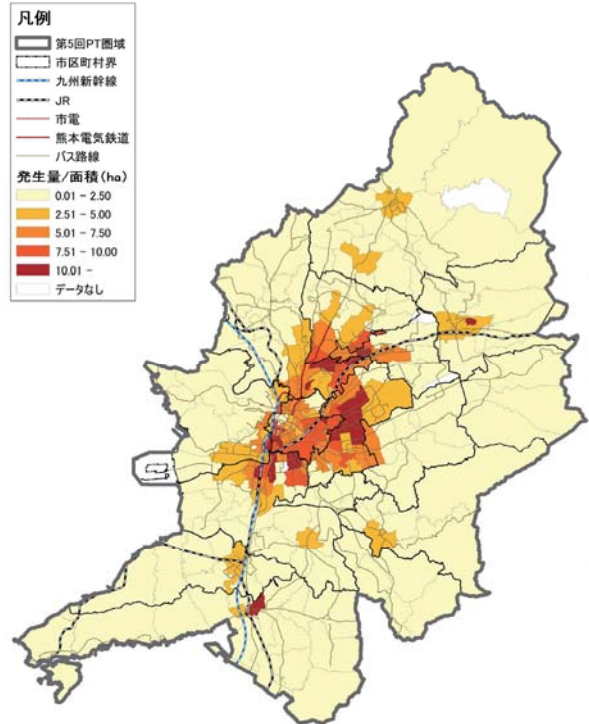 凡例
第5回PT圏域
市区町村界
九州新幹線
JR
市電
熊本電気鉄道
バス路線
発生量/面積(ha)
0.01 - 2.50
2.51 - 5.00
5.01 - 7.50
7.51 - 10.00
10.01 -
データなし